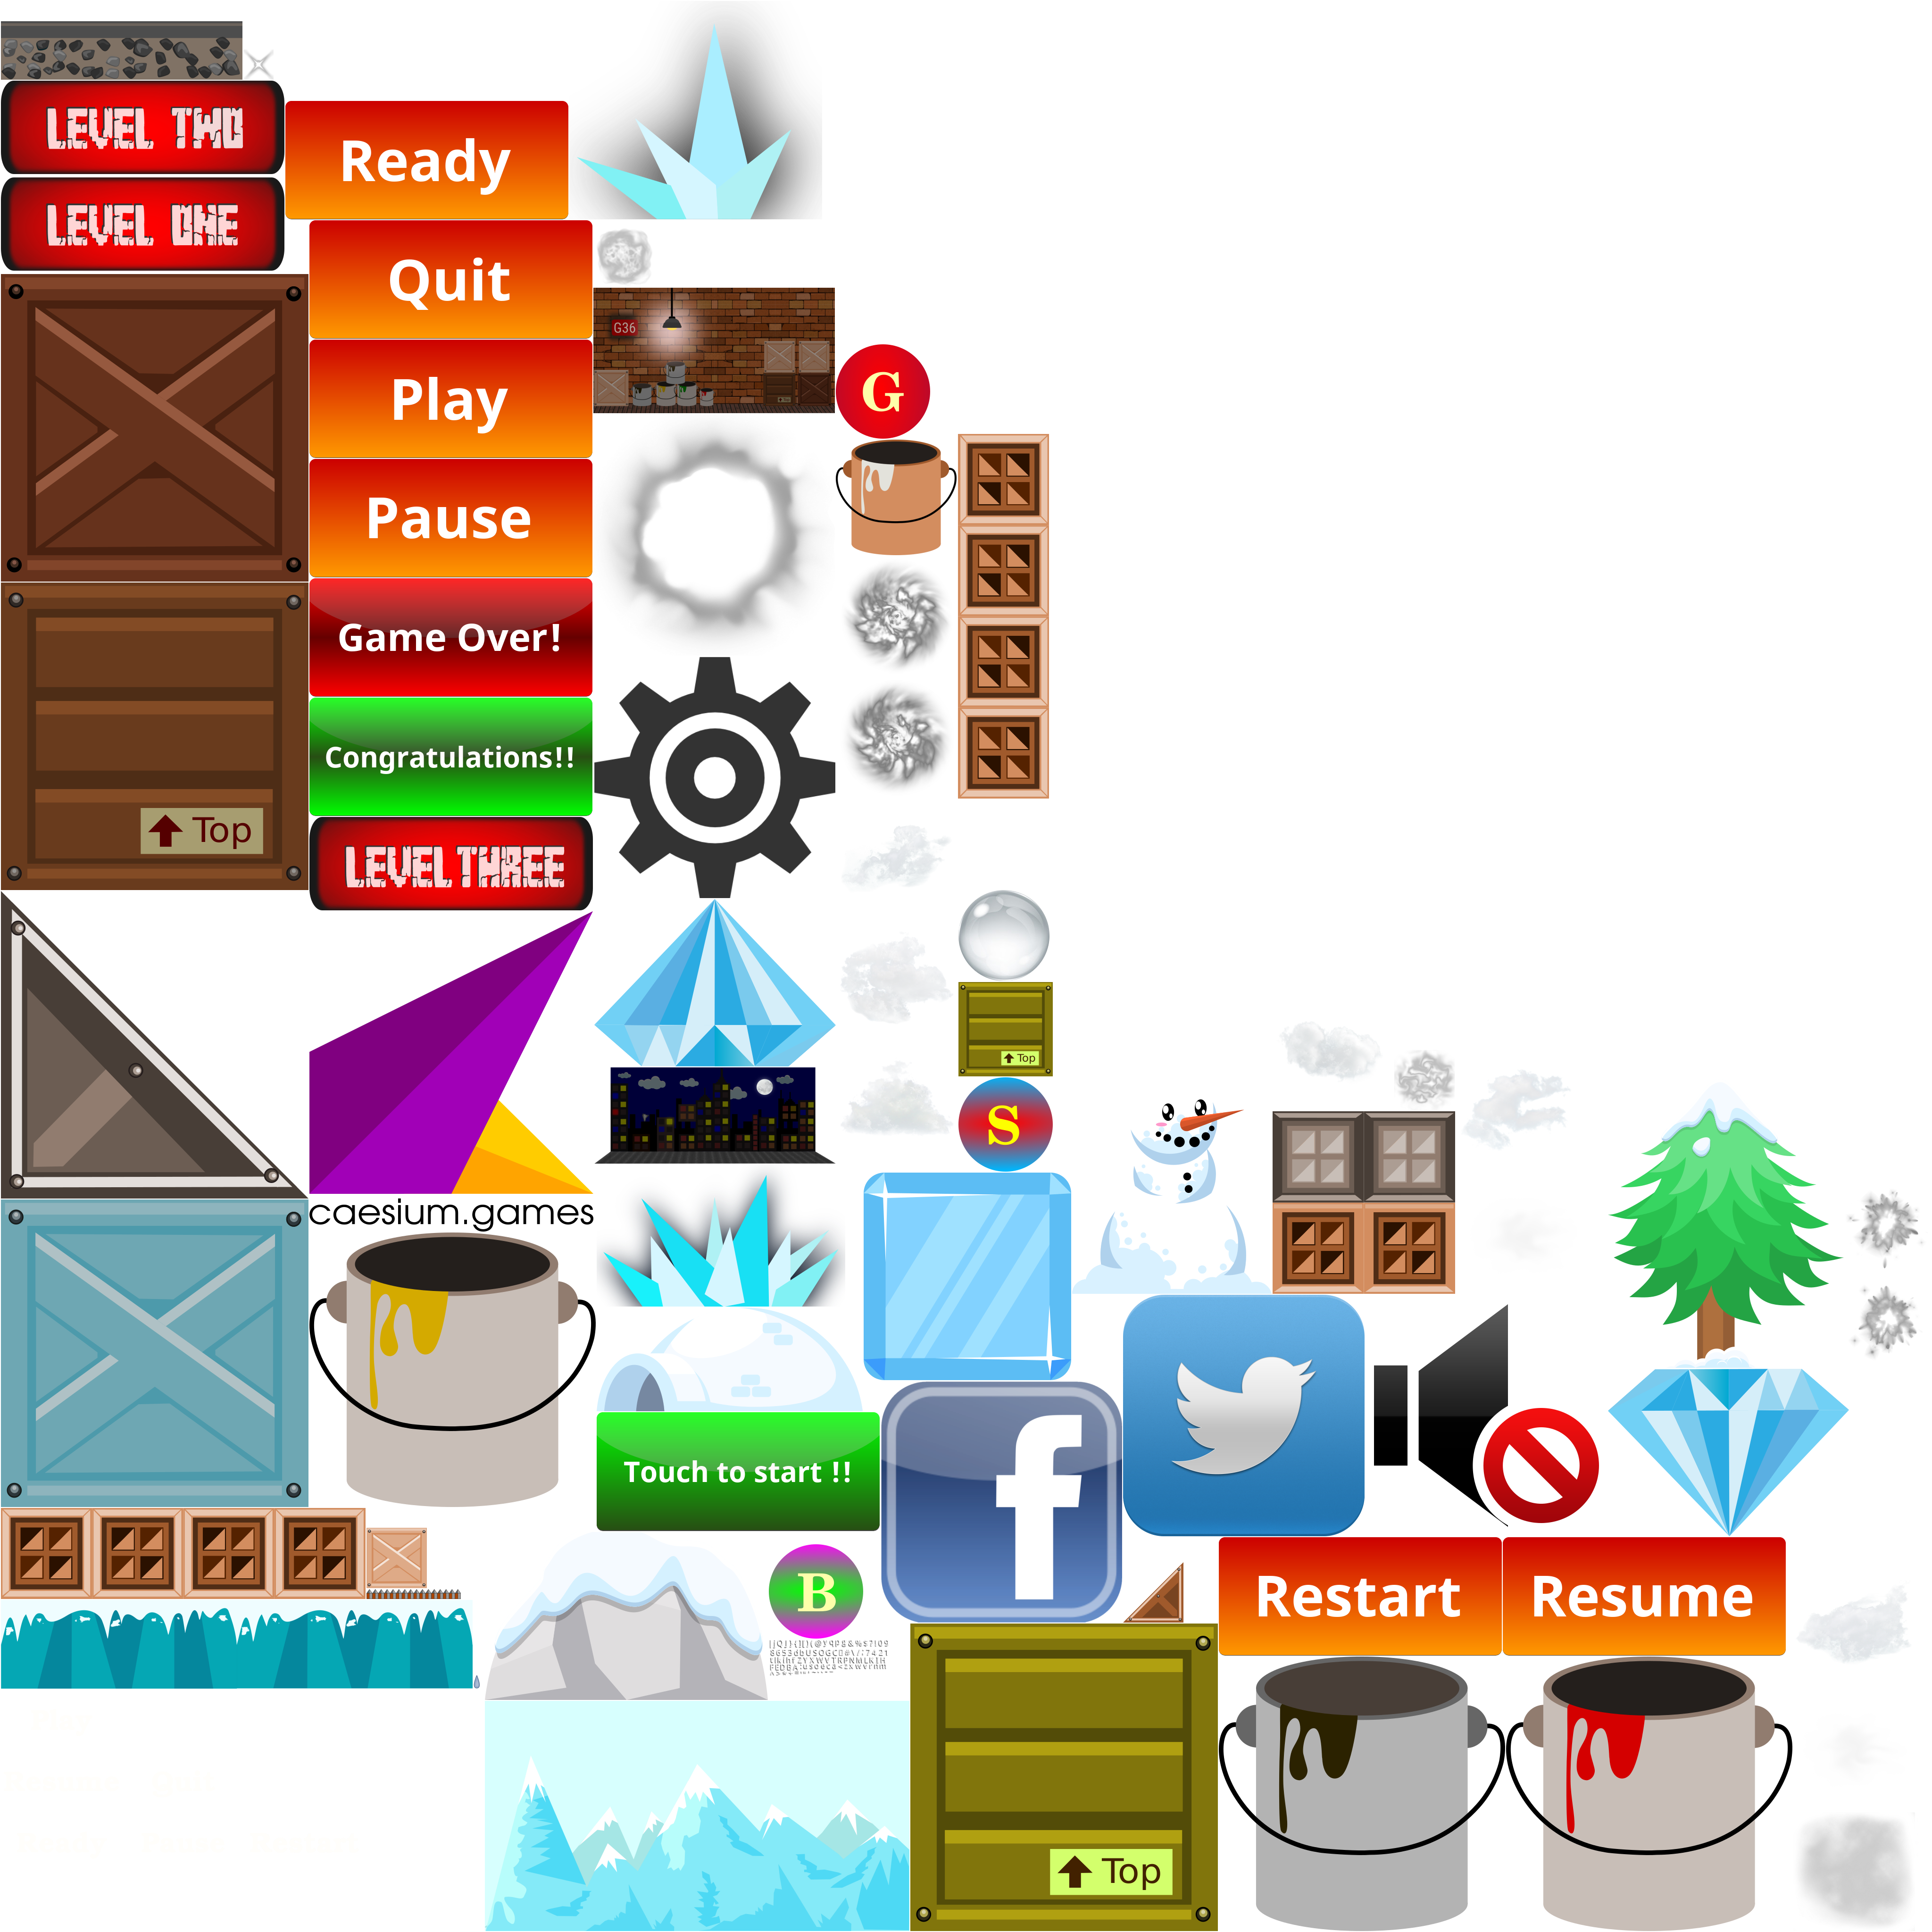 LEVEL TWO
Ready
LEVEL ONE
Quit
G36
Play
G
Pause
Game Over!
Congratulations!!
Top
LEVEL THREE
Top
S
caesium.games
Touch to start !!
f
B
Restart
Resume
Top